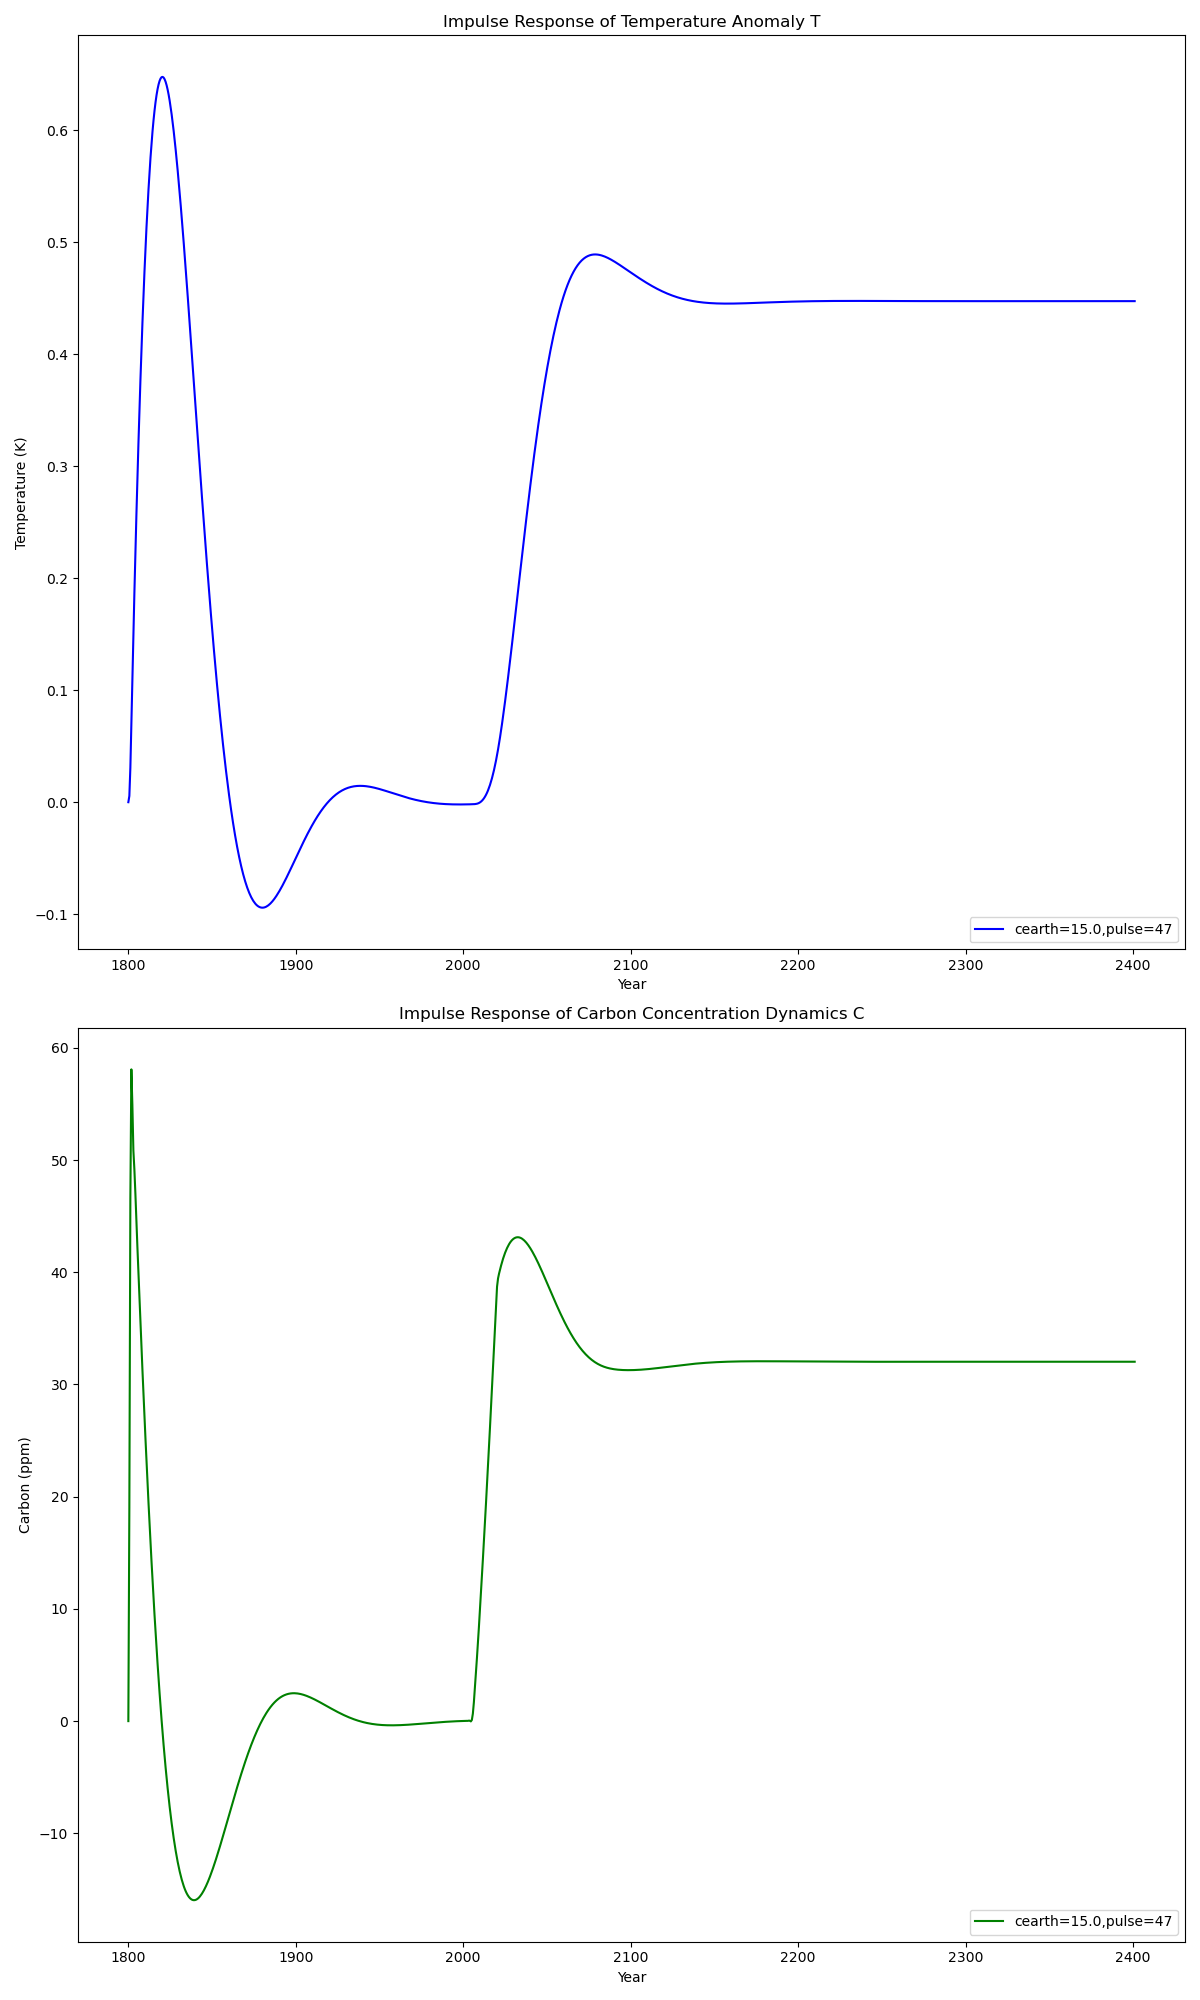 Impulse Response of Temperature Anomaly T
Temperature (K)
0.6
0.5
0.4
0.3
0.2
0.1
0.0
−0.1
cearth=15.0,pulse=47
1800 1900 2000 2100 2200 2300 2400
Year
Impulse Response of Carbon Concentration Dynamics C
Carbon (ppm)
60
50
40
30
20
10
0
−10
cearth=15.0,pulse=47
1800 1900 2000 2100 2200 2300 2400
Year